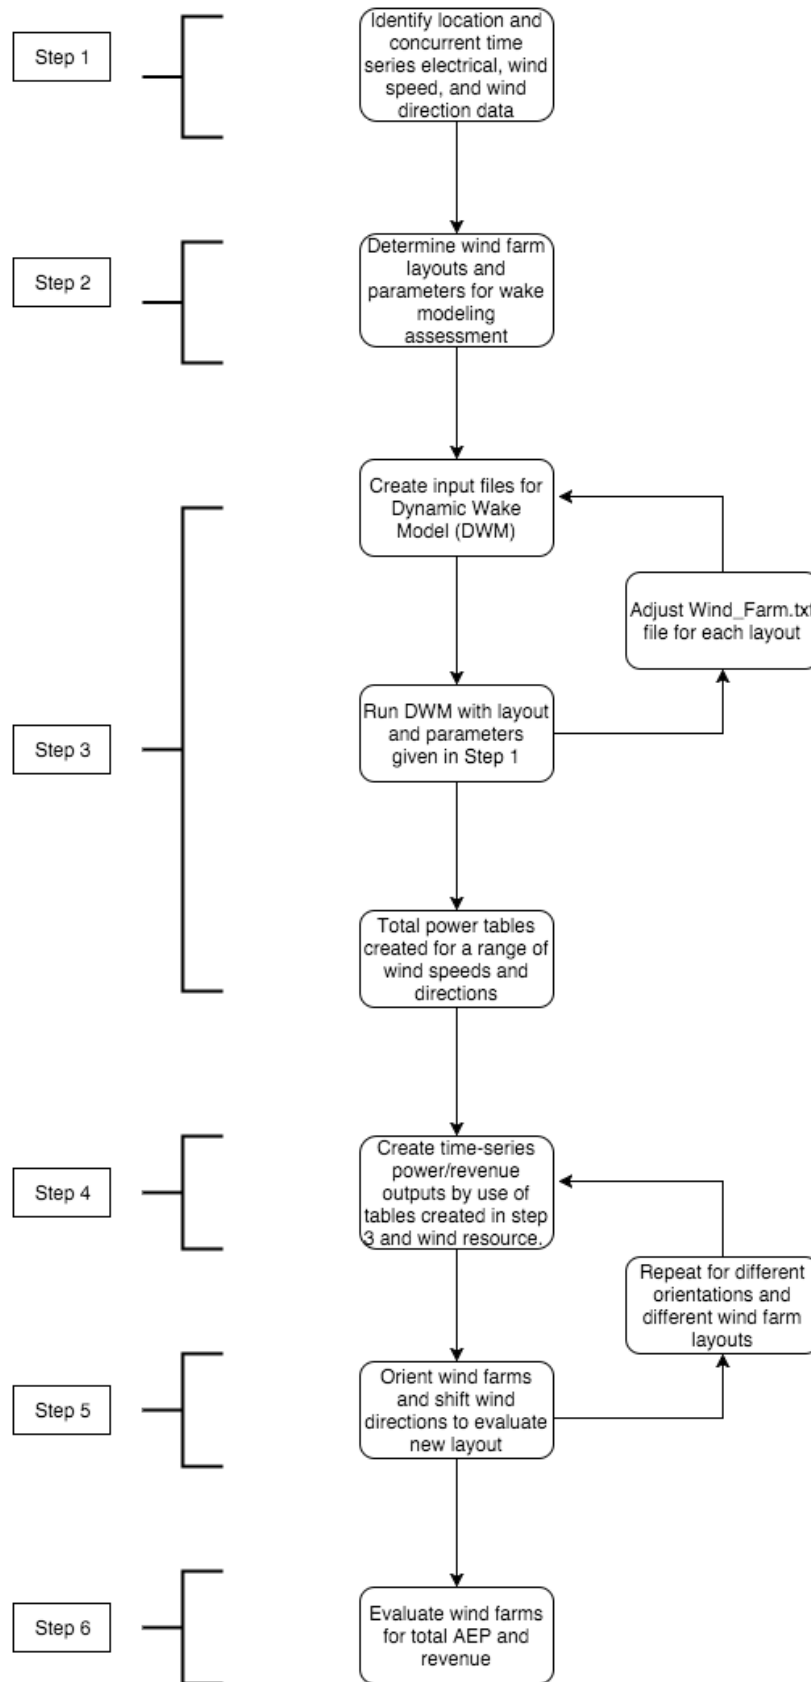 Step 1
Identify location and
concurrent time
series electrical, wind
speed, and wind
direction data
Step 2
Determine wind farm
layouts and
parameters for wake
modeling
assessment
Step 3
Create input files for
Dynamic Wake
Model (DWM)
Adjust Wind_Farm.txt
file for each layout
Run DWM with layout
and parameters
given in Step 1
Total power tables
created for a range of
wind speeds and
directions
Step 4
Create time-series
power/revenue
outputs by use of
tables created in step
3 and wind resource.
Repeat for different
orientations and
different wind farm
layouts
Step 5
Orient wind farms
and shift wind
directions to evaluate
new layout
Step 6
Evaluate wind farms
for total AEP and
revenue